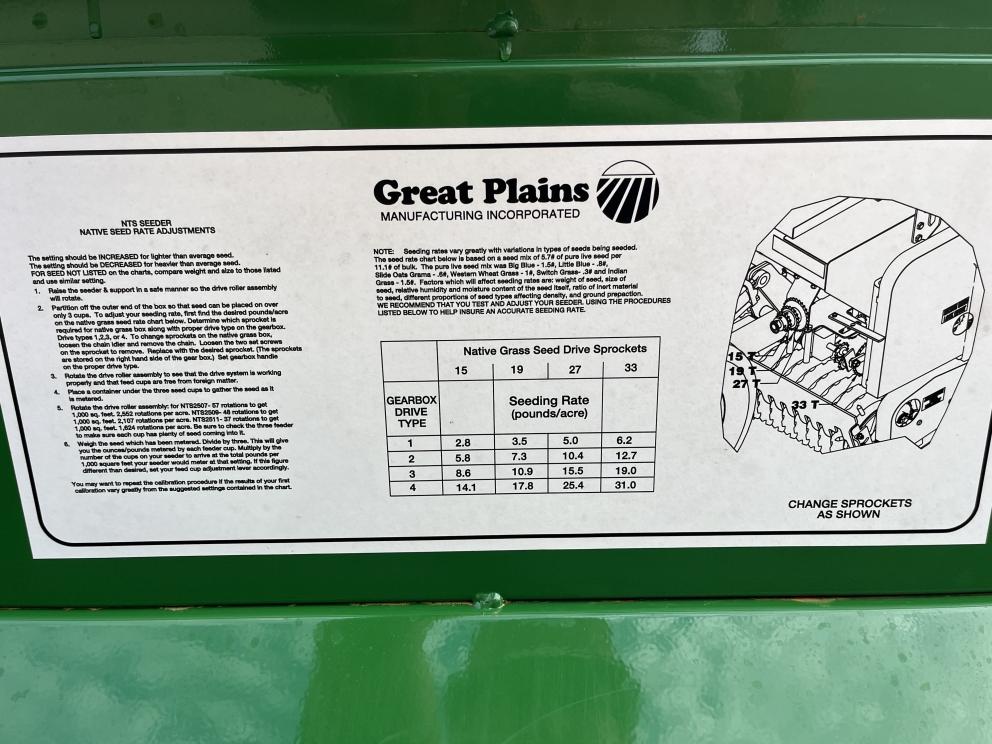 Great Plains
MANUFACTURING INCORPORATED
NTS SEEDER
NATIVE SEED RATE ADJUSTMENTS
The setting should be INCREASED for lighter than average seed.
The setting should be DECREASED for heavier than average seed.
FOR SEED NOT LISTED on the charts, compare weight and size to those listed
and use similar setting.
1. Raise the seeder & support in a safe manner so the drive roller assembly
will rotate.
2. Partition off the outer end of the box so that seed can be placed on over
only 3 cups. To adjust your seeding rate, first find the desired pounds/acre
on the native grass seed rate chart below. Determine which sprocket is
required for native grass box along with proper drive type on the gearbox.
Drive types 1,2,3, or 4. To change sprockets on the native grass box,
loosen the chain idler and remove the chain. Loosen the two set screws
on the sprocket to remove. Replace with the desired sprocket. (The sprockets
are stored on the right hand side of the gear box.) Set gearbox handle
on the proper drive type.
3. Rotate the drive roller assembly to see that the drive system is working
properly and that feed cups are free from foreign matter.
4. Place a container under the three seed cups to gather the seed as it
is metered.
5. Rotate the drive roller assembly: for NTS2507- 57 rotations to get
1,000 sq. feet. 2,552 rotations per acre. NTS2509- 48 rotations to get
1,000 sq. feet. 2,107 rotations per acre. NTS2511- 37 rotations to get
1,000 sq. feet. 1,624 rotations per acre. Be sure to check the three feeder
to make sure each cup has plenty of seed coming into it.
6. Weigh the seed which has been metered. Divide by three. This will give
you the ounces/pounds metered by each feeder cup. Multiply by the
number of the cups on your seeder to arrive at the total pounds per
1,000 square feet your seeder would meter at that setting. If this figure
different than desired, set your feed cup adjustment lever accordingly.
You may want to repeat the calibration procedure if the results of your first
calibration vary greatly from the suggested settings contained in the chart.
NOTE: Seeding rates vary greatly with variations in types of seeds being seeded.
The seed rate chart below is based on a seed mix of 5.7# of pure live seed per
11.1# of bulk. The pure live seed mix was Big Blue - 1.5#, Little Blue - .8#,
Slide Oats Grama - .6#, Western Wheat Grass - 1#, Switch Grass- .3# and Indian
Grass - 1.5#. Factors which will affect seeding rates are: weight of seed, size of
seed, relative humidity and moisture content of the seed itself, ratio of inert material
to seed, different proportions of seed types affecting density, and ground prepaction.
WE RECOMMEND THAT YOU TEST AND ADJUST YOUR SEEDER. USING THE PROCEDURES
LISTED BELOW TO HELP INSURE AN ACCURATE SEEDING RATE.
Native Grass Seed Drive Sprockets
15 19 27 33
GEARBOX
DRIVE
TYPE
Seeding Rate
(pounds/acre)
1 2.8 3.5 5.0 6.2
2 5.8 7.3 10.4 12.7
3 8.6 10.9 15.5 19.0
4 14.1 17.8 25.4 31.0
15 T
19 T
27 T
33 T
CHANGE SPROCKETS
AS SHOWN